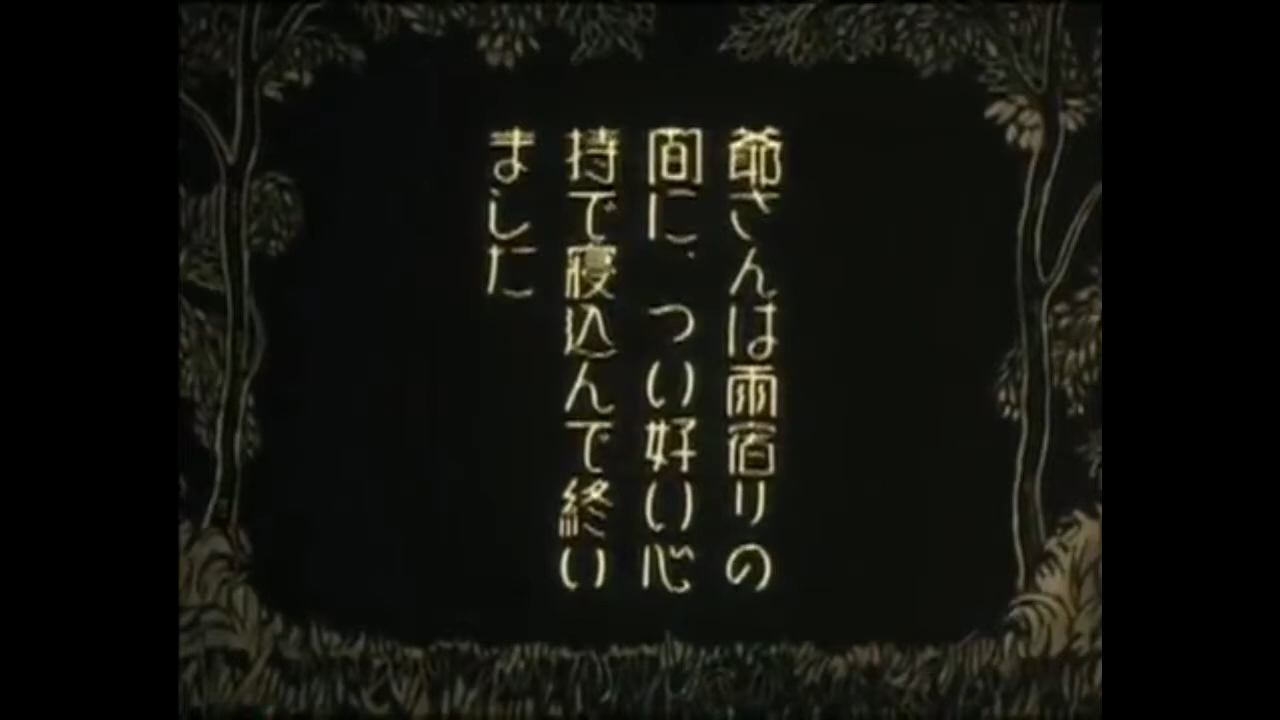 爺さんは雨宿りの
間に、つい好い心
持で寝込んで終い
ました